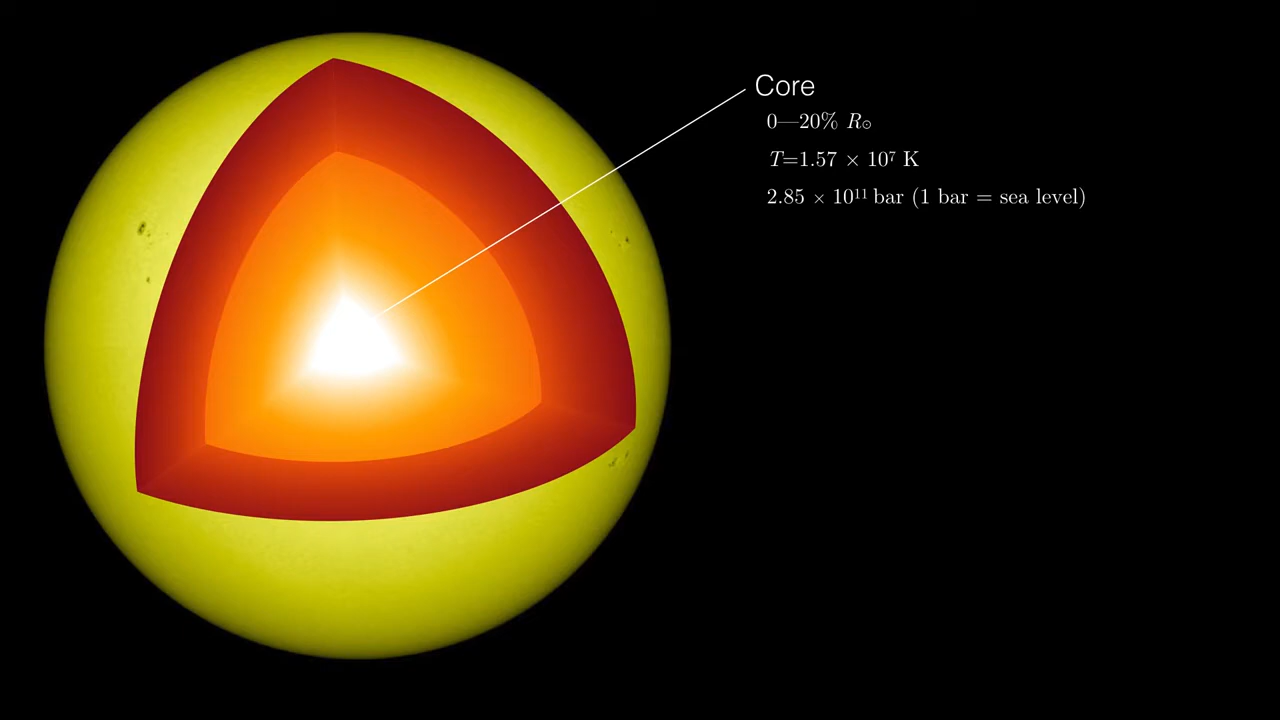 Core
0—20% R☉
T=1.57 × 10⁷ K
2.85 × 10¹¹ bar (1 bar = sea level)